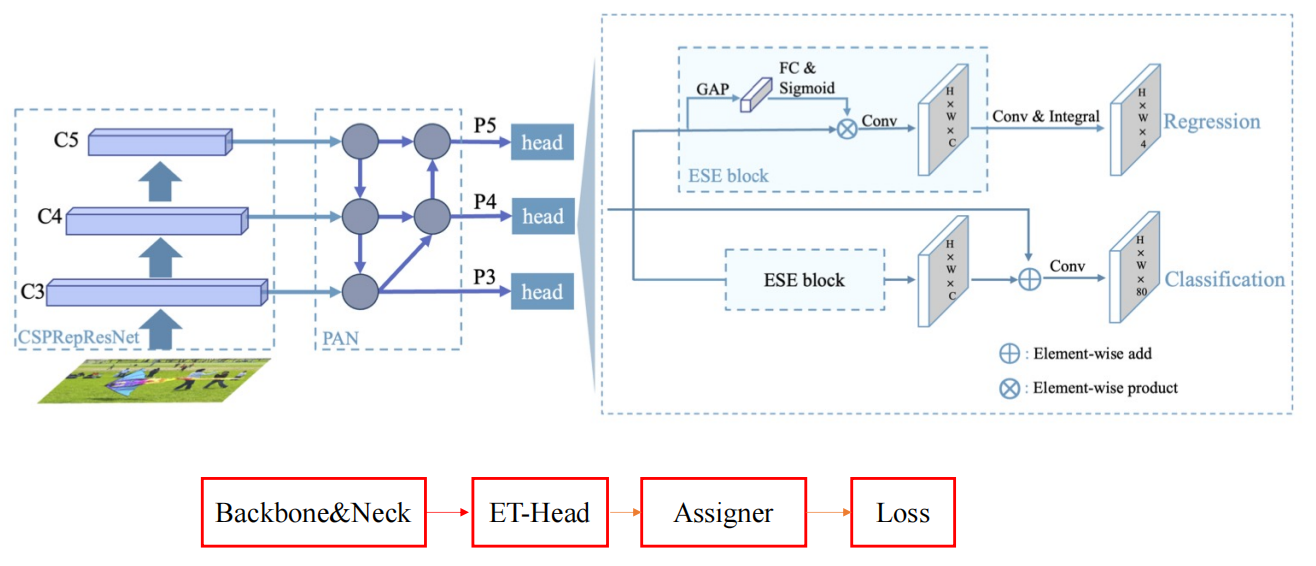 C5
C4
C3
CSPRepResNet
PAN
P5
P4
P3
head
head
head
GAP
FC &
Sigmoid
Conv
H
×
W
×
C
ESE block
Conv & Integral
H
×
W
×
4
Regression
ESE block
H
×
W
×
C
Conv
H
×
W
×
80
Classification
: Element-wise add
: Element-wise product
Backbone&Neck
ET-Head
Assigner
Loss